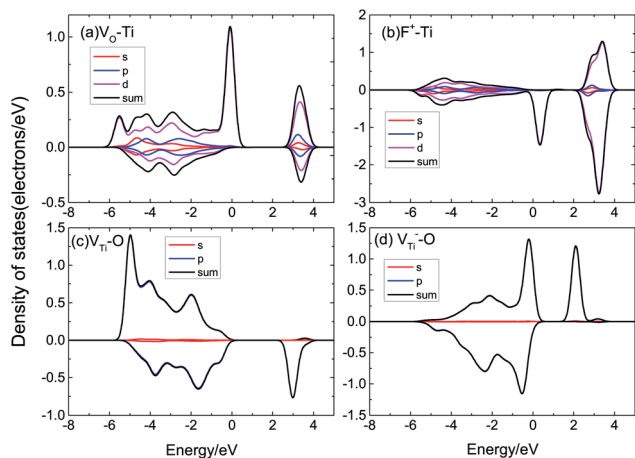 Density of states(electrons/eV)
(a)V_O-Ti
s
p
d
sum
1.0
0.5
0.0
-0.5
-8 -6 -4 -2 0 2 4
(b)F⁺-Ti
s
p
d
sum
2
1
0
-1
-2
-3
-8 -6 -4 -2 0 2 4
(c)V_Ti-O
s
p
sum
1.5
1.0
0.5
0.0
-0.5
-1.0
-8 -6 -4 -2 0 2 4
Energy/eV
(d) V_Ti⁻-O
s
p
sum
1.5
1.0
0.5
0.0
-0.5
-1.0
-1.5
-8 -6 -4 -2 0 2 4
Energy/eV